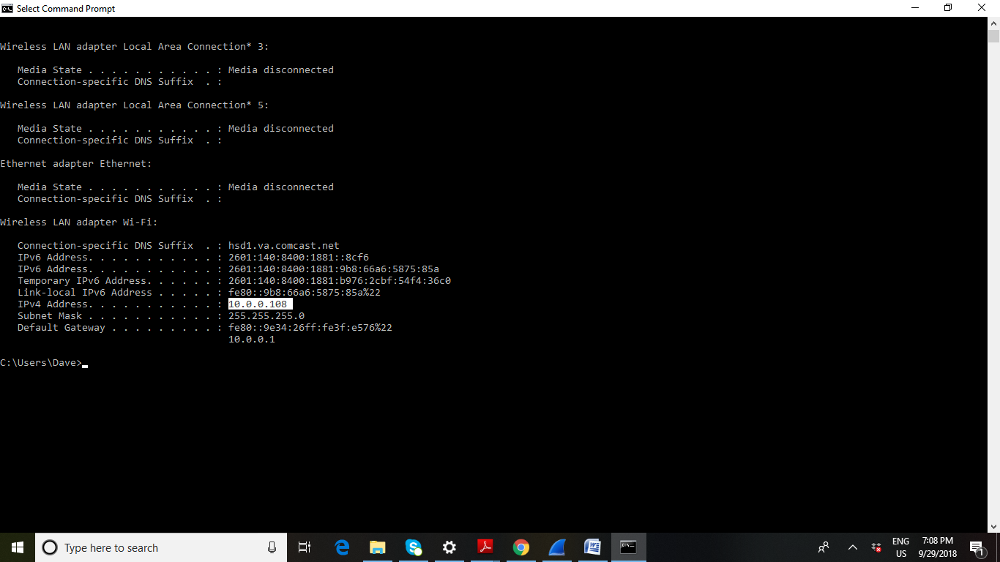 Select Command Prompt
Wireless LAN adapter Local Area Connection* 3:
Media State . . . . . . . . . . . : Media disconnected
Connection-specific DNS Suffix  . :
Wireless LAN adapter Local Area Connection* 5:
Media State . . . . . . . . . . . : Media disconnected
Connection-specific DNS Suffix  . :
Ethernet adapter Ethernet:
Media State . . . . . . . . . . . : Media disconnected
Connection-specific DNS Suffix  . :
Wireless LAN adapter Wi-Fi:
Connection-specific DNS Suffix  . : hsd1.va.comcast.net
IPv6 Address. . . . . . . . . . . : 2601:140:8400:1881::8cf6
IPv6 Address. . . . . . . . . . . : 2601:140:8400:1881:9b8:66a6:5875:85a
Temporary IPv6 Address. . . . . . : 2601:140:8400:1881:b976:2cbf:54f4:36c0
Link-local IPv6 Address . . . . . : fe80::9b8:66a6:5875:85a%22
IPv4 Address. . . . . . . . . . . : 10.0.0.108
Subnet Mask . . . . . . . . . . . : 255.255.255.0
Default Gateway . . . . . . . . . : fe80::9e34:26ff:fe3f:e576%22
10.0.0.1
C:\Users\Dave>
Type here to search
ENG 7:08 PM
US 9/29/2018
1